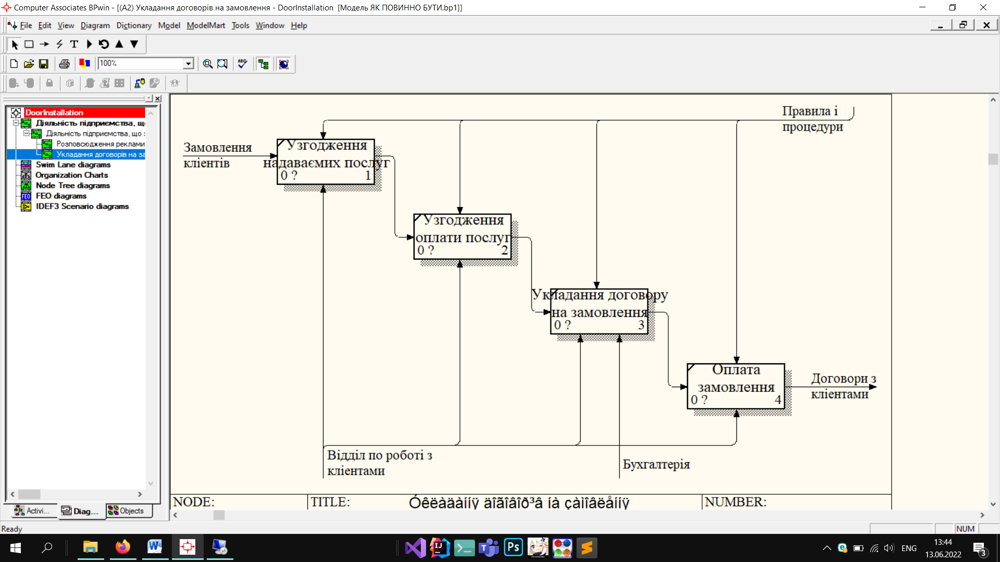 Computer Associates BPwin - [(A2) Укладання договорів на замовлення - DoorInstallation [Модель ЯК ПОВИННО БУТИ.bp1]]
File Edit View Diagram Dictionary Model ModelMart Tools Window Help
100%
DoorInstallation
Діяльність підприємства, що
Діяльність підприємства, що з
Розповсюдження реклами
Укладання договорів на за
Swim Lane diagrams
Organization Charts
Node Tree diagrams
FEO diagrams
IDEF3 Scenario diagrams
Activi... Diag... Objects
Правила і
процедури
Замовлення
клієнтів
Узгодження
надаваємих послуг
0 ? 1
Узгодження
оплати послуг
0 ? 2
Укладання договору
на замовлення
0 ? 3
Оплата
замовлення
0 ? 4
Договори з
клієнтами
Відділ по роботі з
клієнтами
Бухгалтерія
NODE: TITLE: Óêëàäàííÿ äîãîâîð³â íà çàìîâëåííÿ NUMBER:
Ready NUM
ENG 13:44
13.06.2022 3